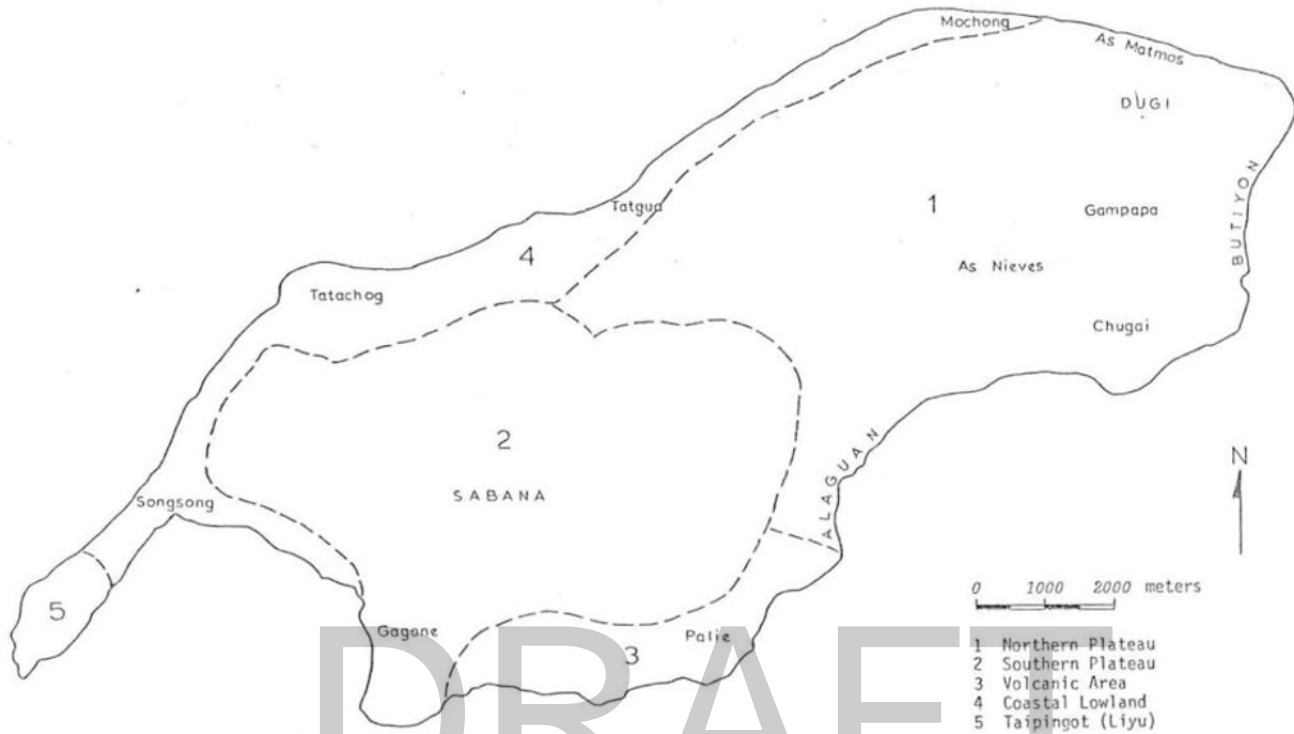 Mochong
As Matmos
DUGI
BUTIYON
Tatgua
1
Gampapa
4
As Nieves
Tatachog
Chugai
2
ALAGUAN
N
SABANA
Songsong
0 1000 2000 meters
5
Gagane
Palie
3
1 Northern Plateau
2 Southern Plateau
3 Volcanic Area
4 Coastal Lowland
5 Taipingot (Liyu)
DRAFT